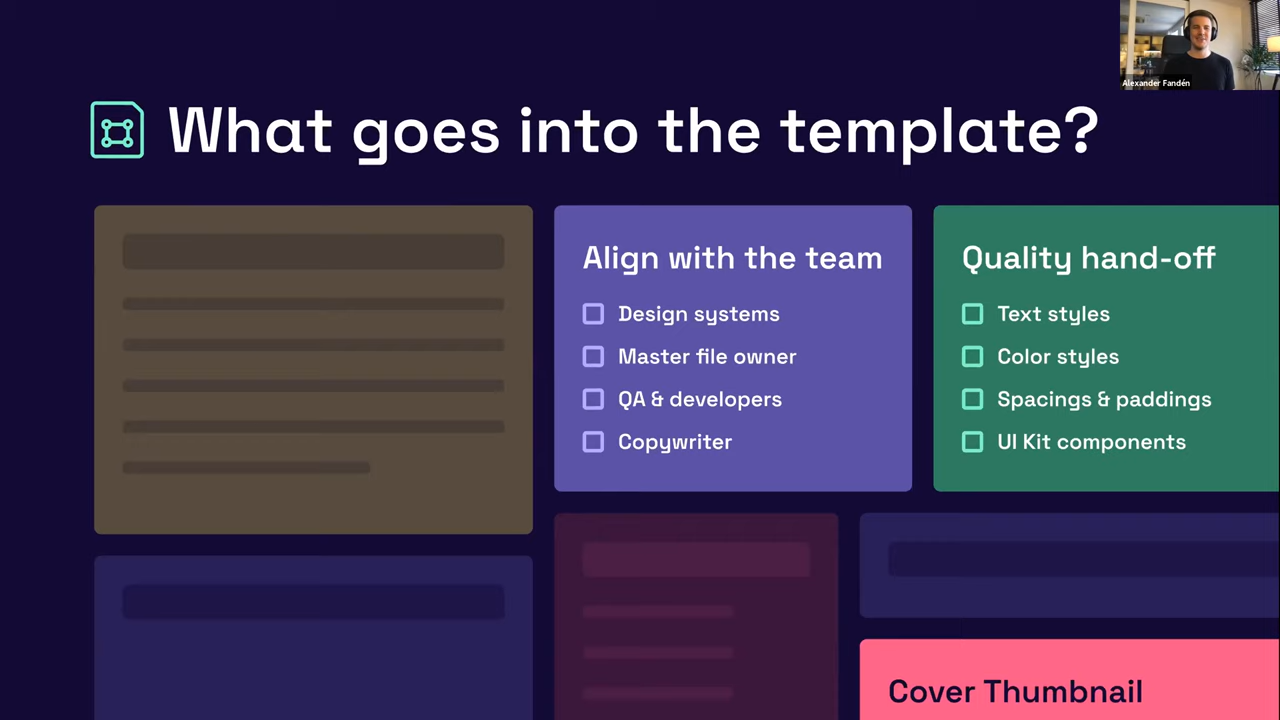 Alexander Fandén
What goes into the template?
Align with the team
Design systems
Master file owner
QA & developers
Copywriter
Quality hand-off
Text styles
Color styles
Spacings & paddings
UI Kit components
Cover Thumbnail